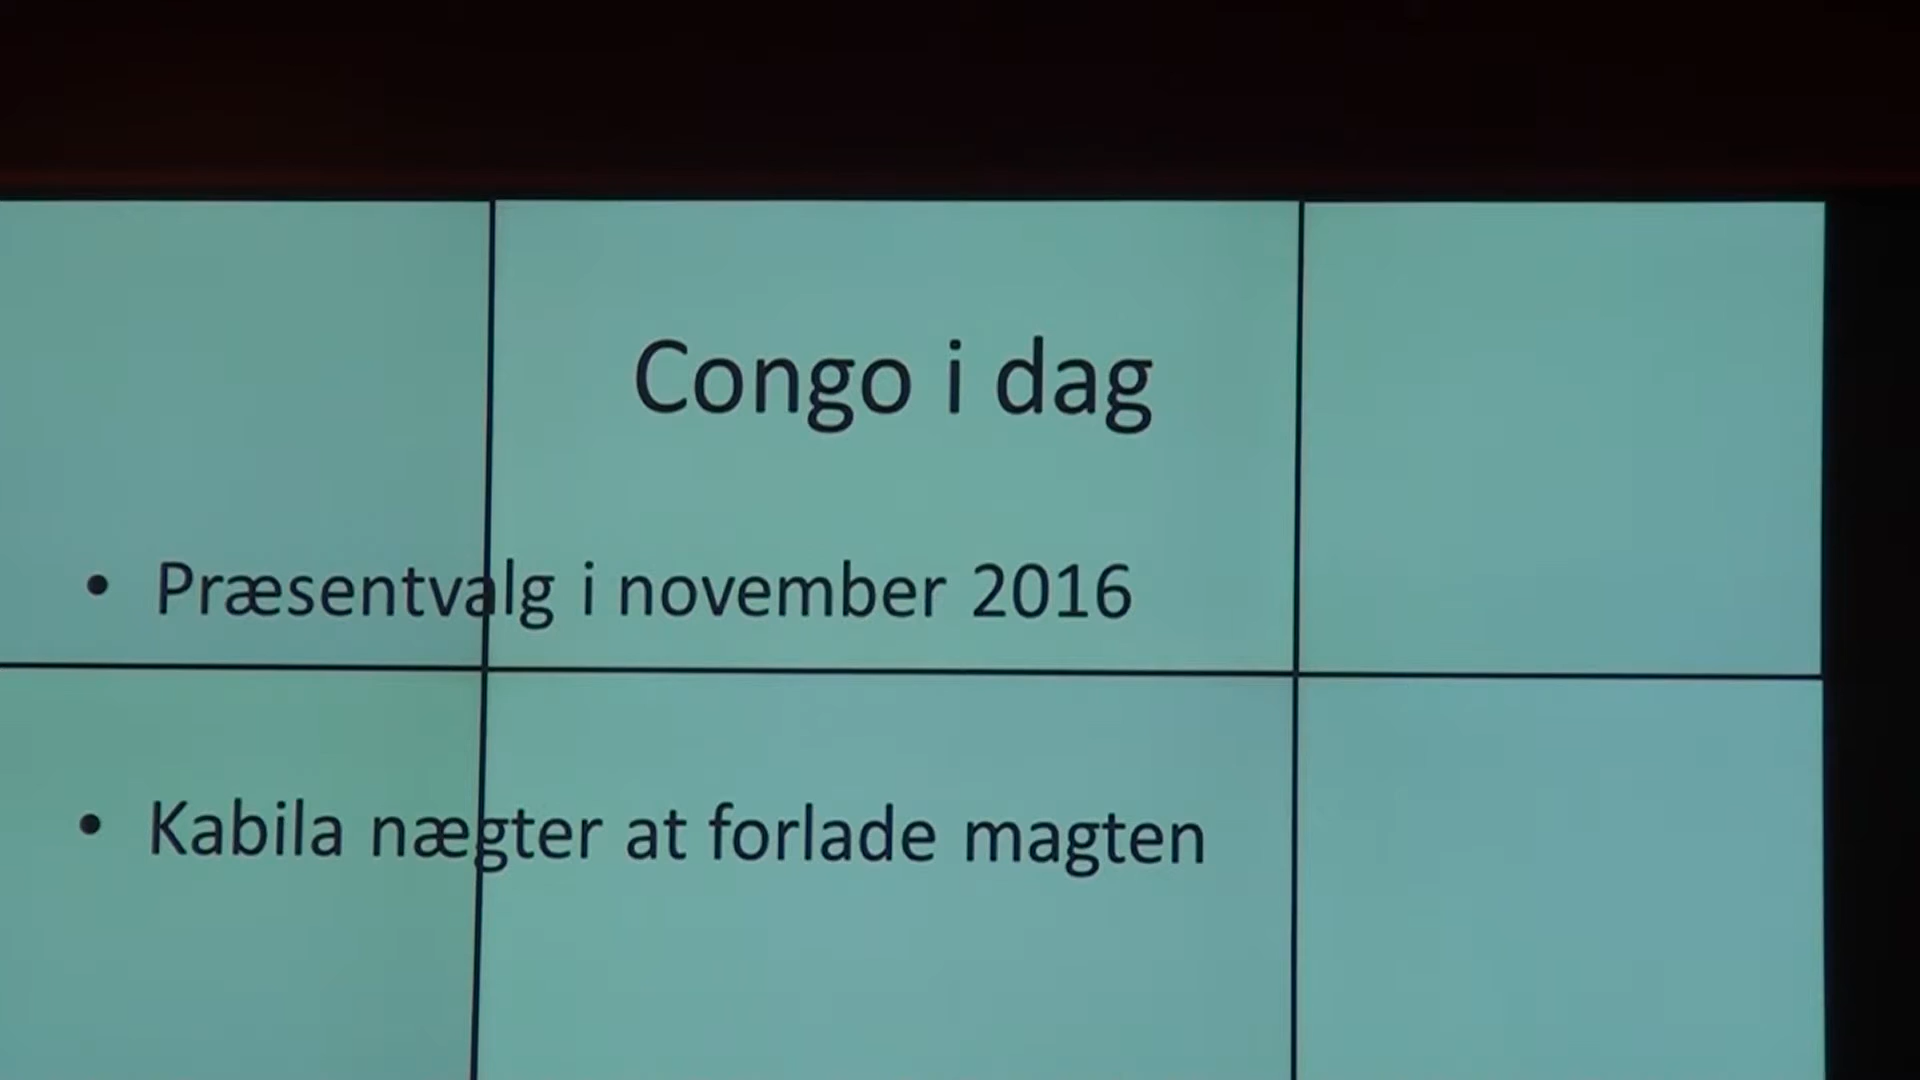 Congo i dag
• Præsentvalg i november 2016
• Kabila nægter at forlade magten